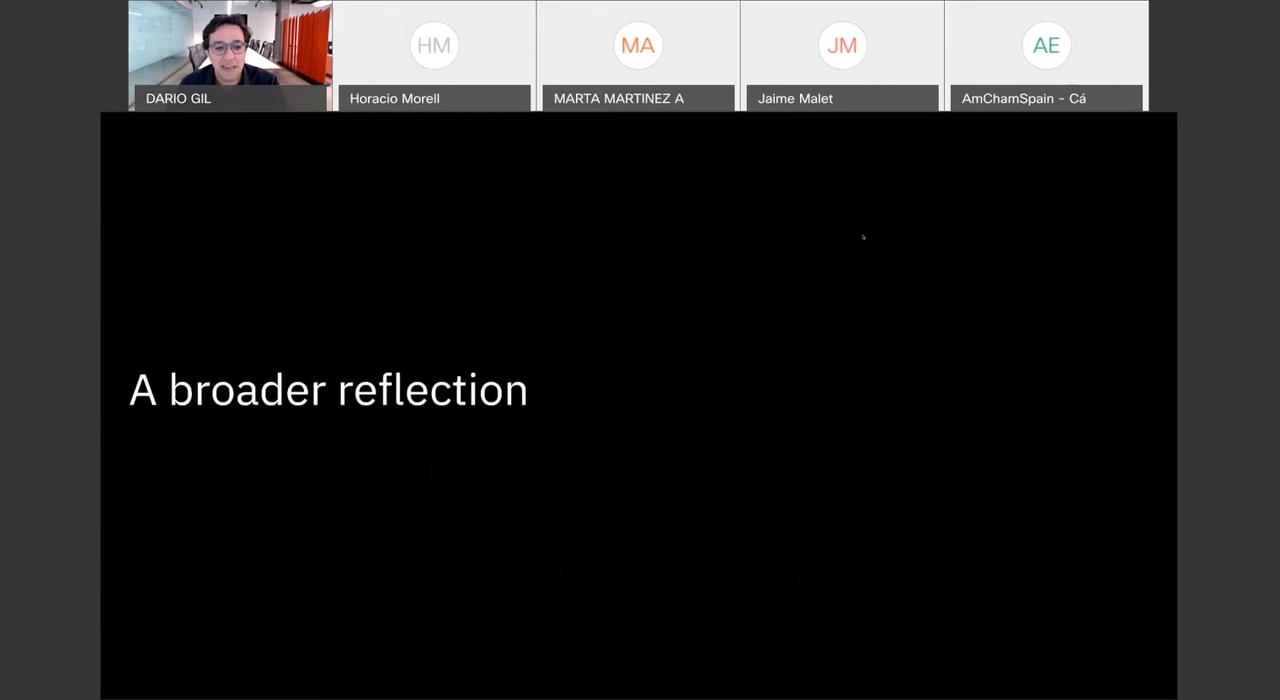 HM
MA
JM
AE
DARIO GIL
Horacio Morell
MARTA MARTINEZ A
Jaime Malet
AmChamSpain - Cá
A broader reflection